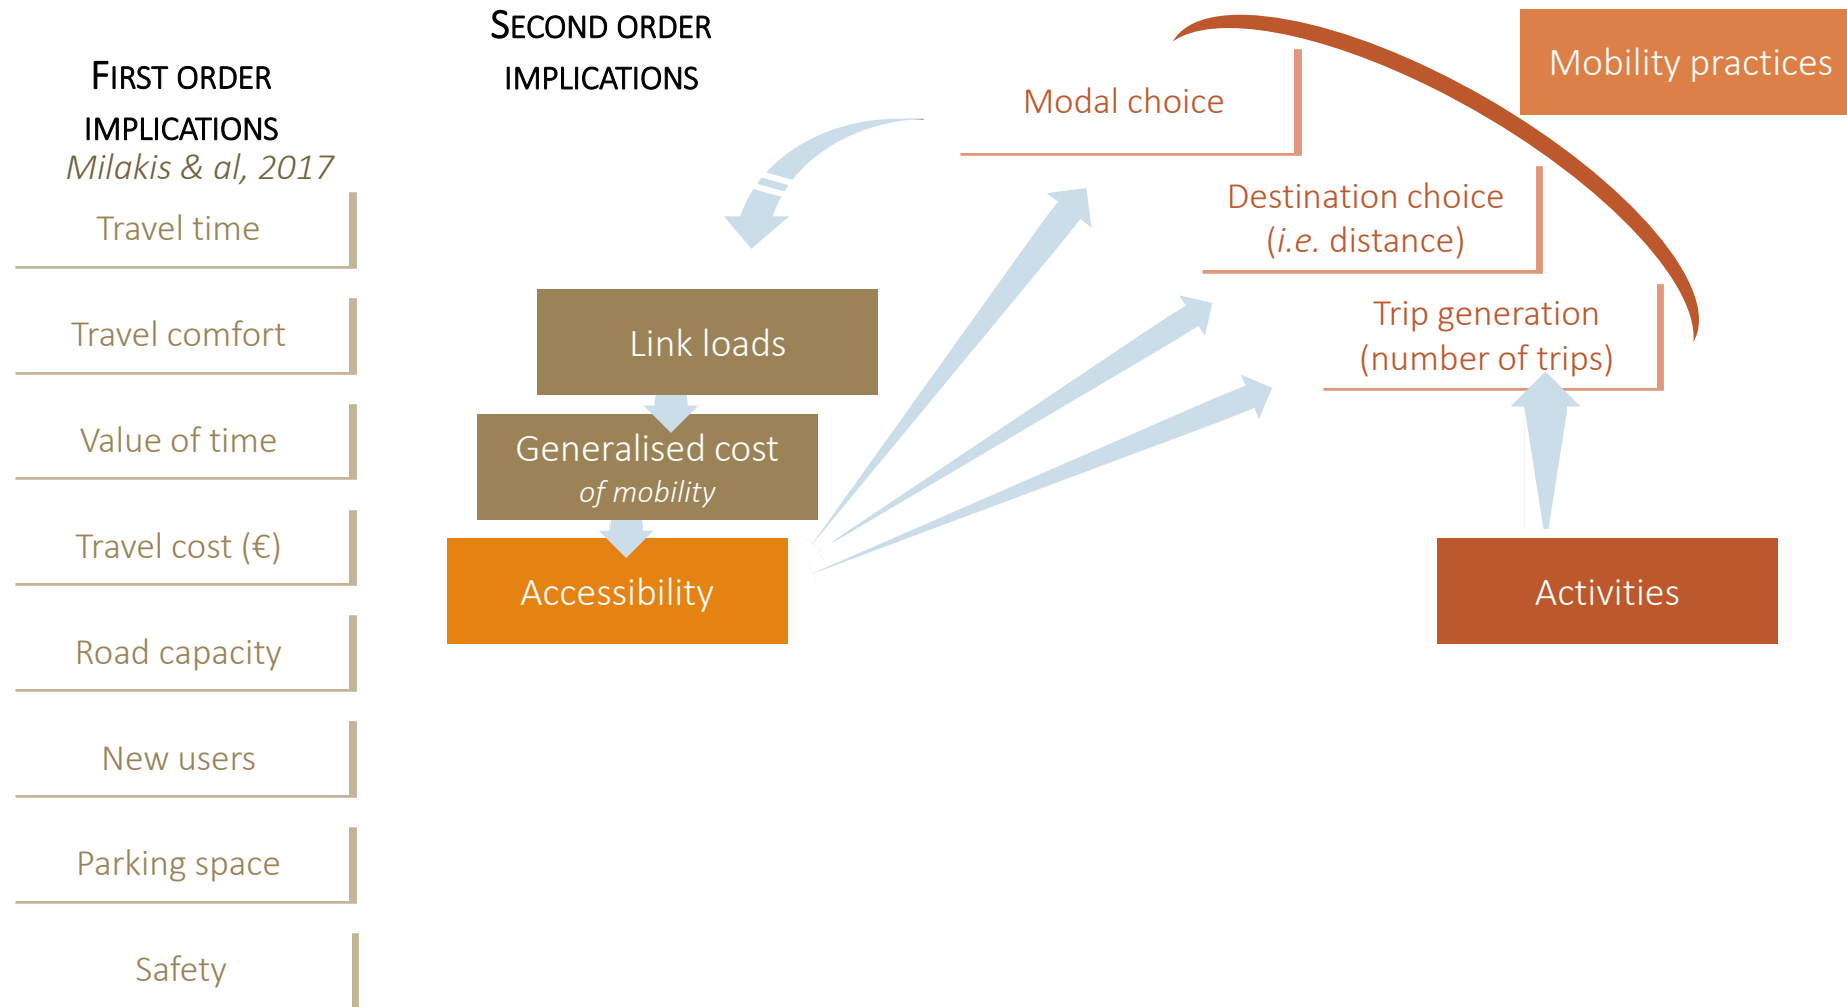 FIRST ORDER
IMPLICATIONS
Milakis & al, 2017
Travel time
Travel comfort
Value of time
Travel cost (€)
Road capacity
New users
Parking space
Safety
SECOND ORDER
IMPLICATIONS
Link loads
Generalised cost
of mobility
Accessibility
Modal choice
Destination choice
(i.e. distance)
Trip generation
(number of trips)
Mobility practices
Activities